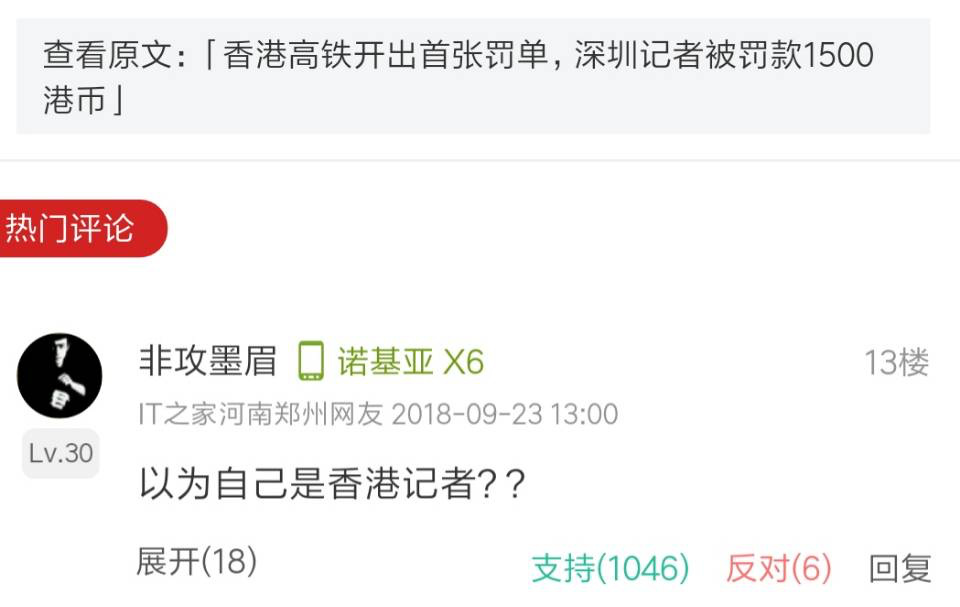 查看原文：「香港高铁开出首张罚单，深圳记者被罚款1500
港币」
热门评论
非攻墨眉 诺基亚 X6 13楼
IT之家河南郑州网友 2018-09-23 13:00
Lv.30
以为自己是香港记者？？
展开(18) 支持(1046) 反对(6) 回复